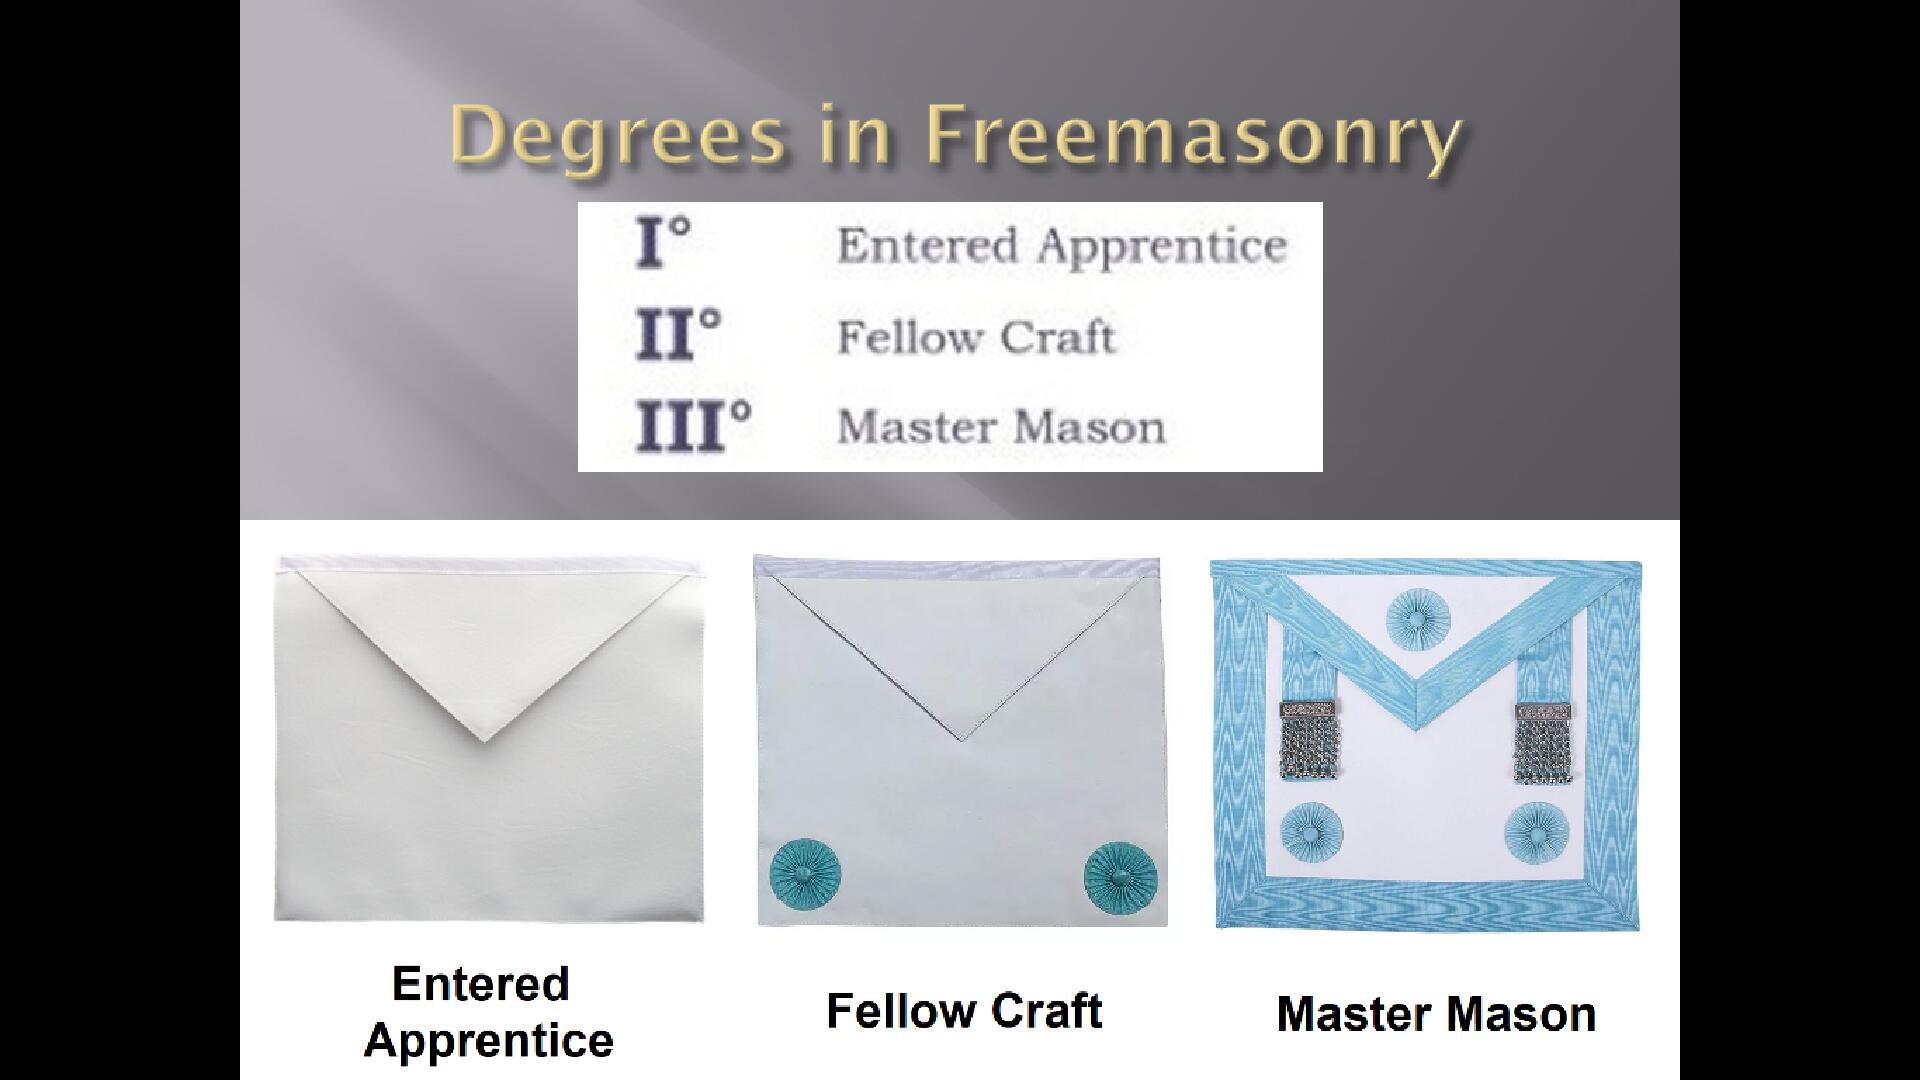 Degrees in Freemasonry
I° Entered Apprentice
II° Fellow Craft
III° Master Mason
Entered
Apprentice
Fellow Craft
Master Mason